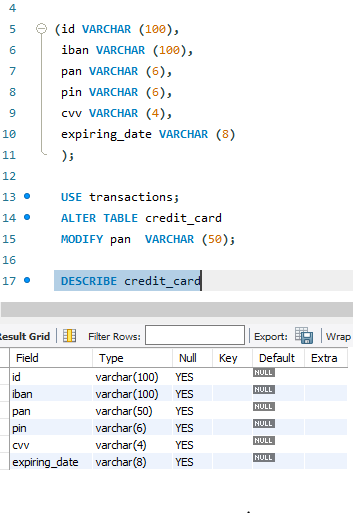 4
5 (id VARCHAR (100),
6 iban VARCHAR (100),
7 pan VARCHAR (6),
8 pin VARCHAR (6),
9 cvv VARCHAR (4),
10 expiring_date VARCHAR (8)
11 );
12
13 USE transactions;
14 ALTER TABLE credit_card
15 MODIFY pan  VARCHAR (50);
16
17 DESCRIBE credit_card
Result Grid Filter Rows: Export: Wrap
Field Type Null Key Default Extra
id varchar(100) YES NULL
iban varchar(100) YES NULL
pan varchar(50) YES NULL
pin varchar(6) YES NULL
cvv varchar(4) YES NULL
expiring_date varchar(8) YES NULL